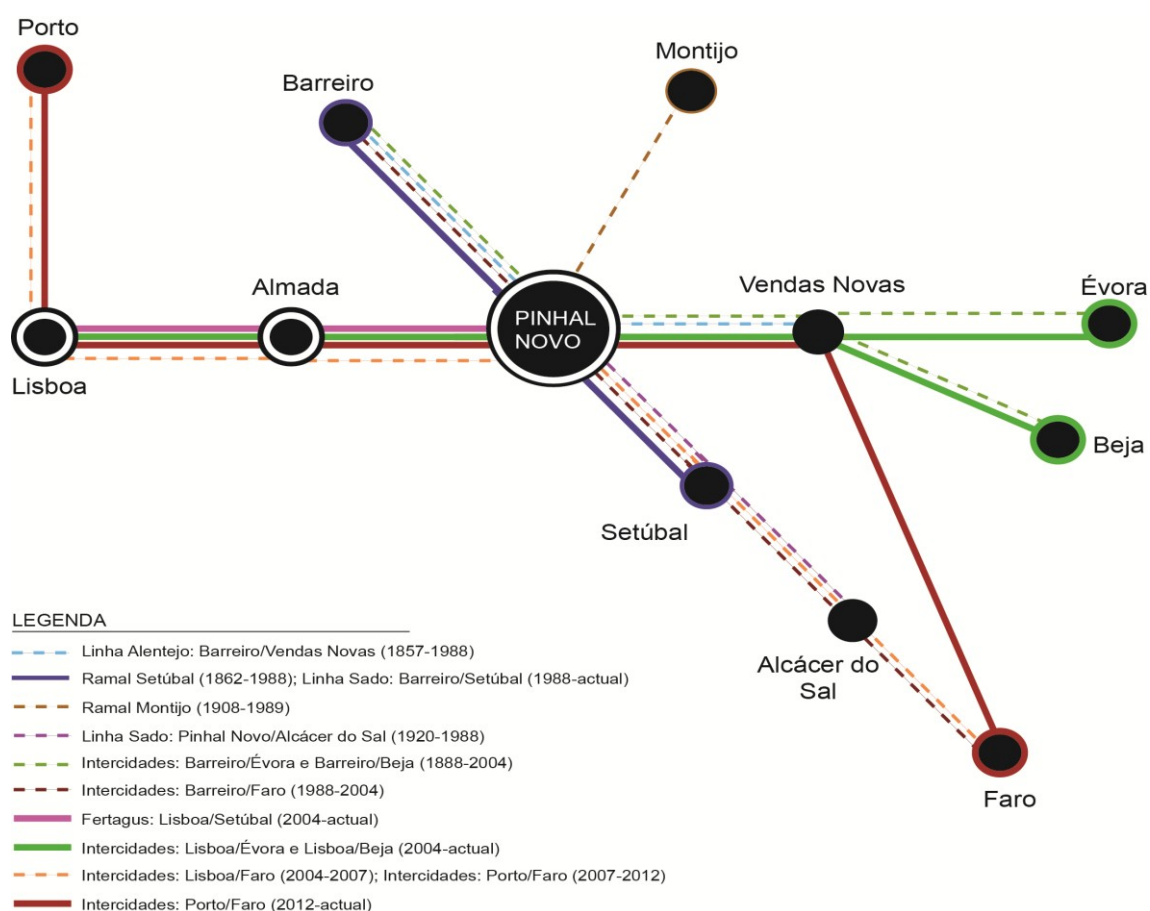 Porto
Montijo
Barreiro
Almada
Vendas Novas
Évora
PINHAL
NOVO
Lisboa
Beja
Setúbal
Alcácer do
Sal
Faro
LEGENDA
Linha Alentejo: Barreiro/Vendas Novas (1857-1988)
Ramal Setúbal (1862-1988); Linha Sado: Barreiro/Setúbal (1988-actual)
Ramal Montijo (1908-1989)
Linha Sado: Pinhal Novo/Alcácer do Sal (1920-1988)
Intercidades: Barreiro/Évora e Barreiro/Beja (1888-2004)
Intercidades: Barreiro/Faro (1988-2004)
Fertagus: Lisboa/Setúbal (2004-actual)
Intercidades: Lisboa/Évora e Lisboa/Beja (2004-actual)
Intercidades: Lisboa/Faro (2004-2007); Intercidades: Porto/Faro (2007-2012)
Intercidades: Porto/Faro (2012-actual)